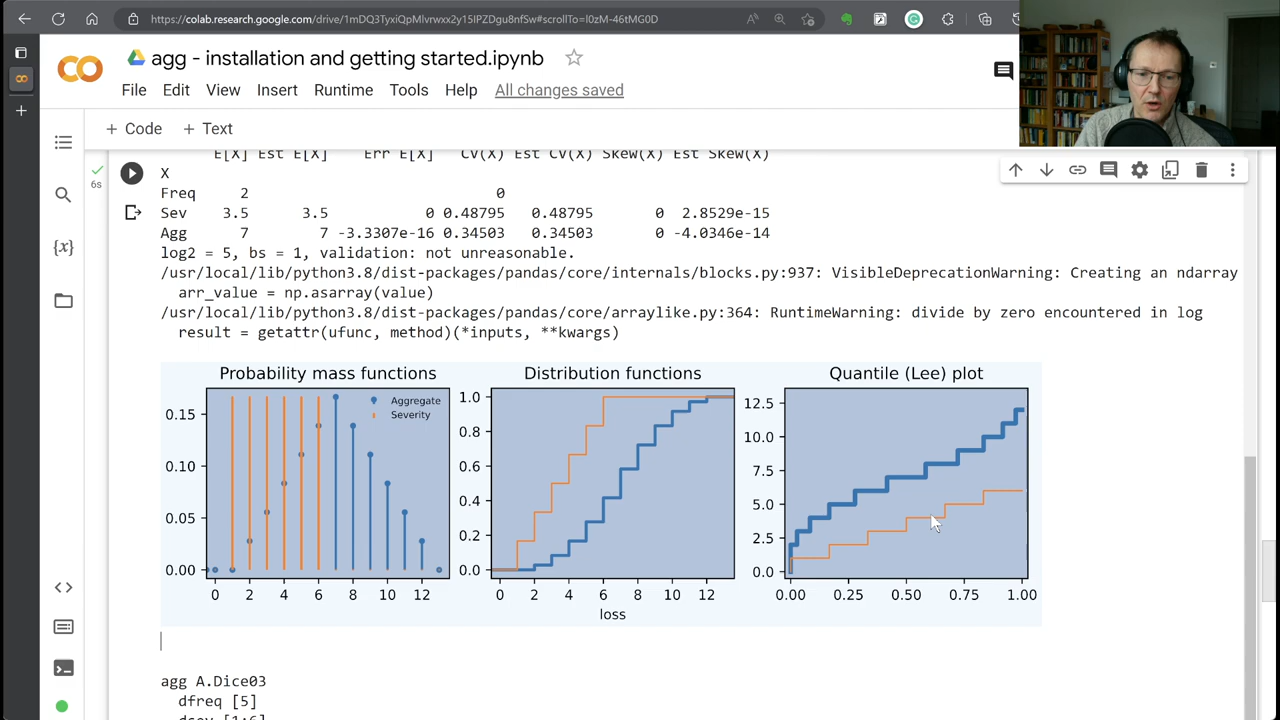 https://colab.research.google.com/drive/1mDQ3TyxiQpMlvrwxx2y15IPZDgu8nfSw#scrollTo=l0zM-46tMG0D
agg - installation and getting started.ipynb
File Edit View Insert Runtime Tools Help All changes saved
+ Code + Text
E[X] Est E[X] Err E[X] CV(X) Est CV(X) Skew(X) Est Skew(X)
6s
X
Freq 2 0
Sev 3.5 3.5 0 0.48795 0.48795 0 2.8529e-15
Agg 7 7 -3.3307e-16 0.34503 0.34503 0 -4.0346e-14
log2 = 5, bs = 1, validation: not unreasonable.
/usr/local/lib/python3.8/dist-packages/pandas/core/internals/blocks.py:937: VisibleDeprecationWarning: Creating an ndarray
arr_value = np.asarray(value)
/usr/local/lib/python3.8/dist-packages/pandas/core/arraylike.py:364: RuntimeWarning: divide by zero encountered in log
result = getattr(ufunc, method)(*inputs, **kwargs)
Probability mass functions
Aggregate
Severity
0.15
0.10
0.05
0.00
0 2 4 6 8 10 12
Distribution functions
1.0
0.8
0.6
0.4
0.2
0.0
0 2 4 6 8 10 12
loss
Quantile (Lee) plot
12.5
10.0
7.5
5.0
2.5
0.0
0.00 0.25 0.50 0.75 1.00
agg A.Dice03
dfreq [5]
dsev [1:6]